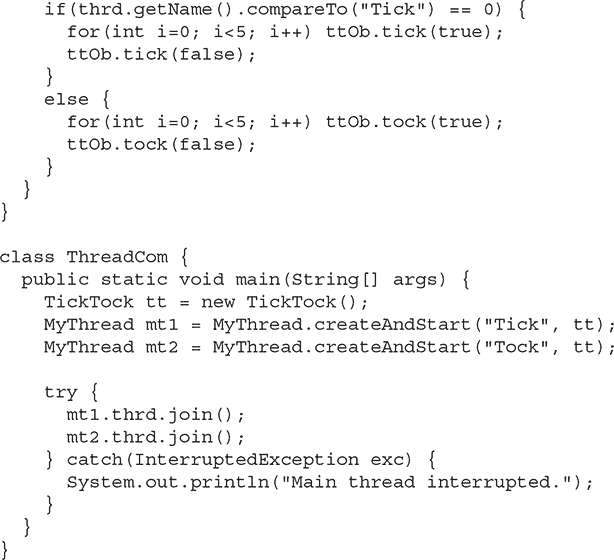 if(thrd.getName().compareTo("Tick") == 0) {
for(int i=0; i<5; i++) ttOb.tick(true);
ttOb.tick(false);
}
else {
for(int i=0; i<5; i++) ttOb.tock(true);
ttOb.tock(false);
}
}
}
class ThreadCom {
public static void main(String[] args) {
TickTock tt = new TickTock();
MyThread mt1 = MyThread.createAndStart("Tick", tt);
MyThread mt2 = MyThread.createAndStart("Tock", tt);
try {
mt1.thrd.join();
mt2.thrd.join();
} catch(InterruptedException exc) {
System.out.println("Main thread interrupted.");
}
}
}